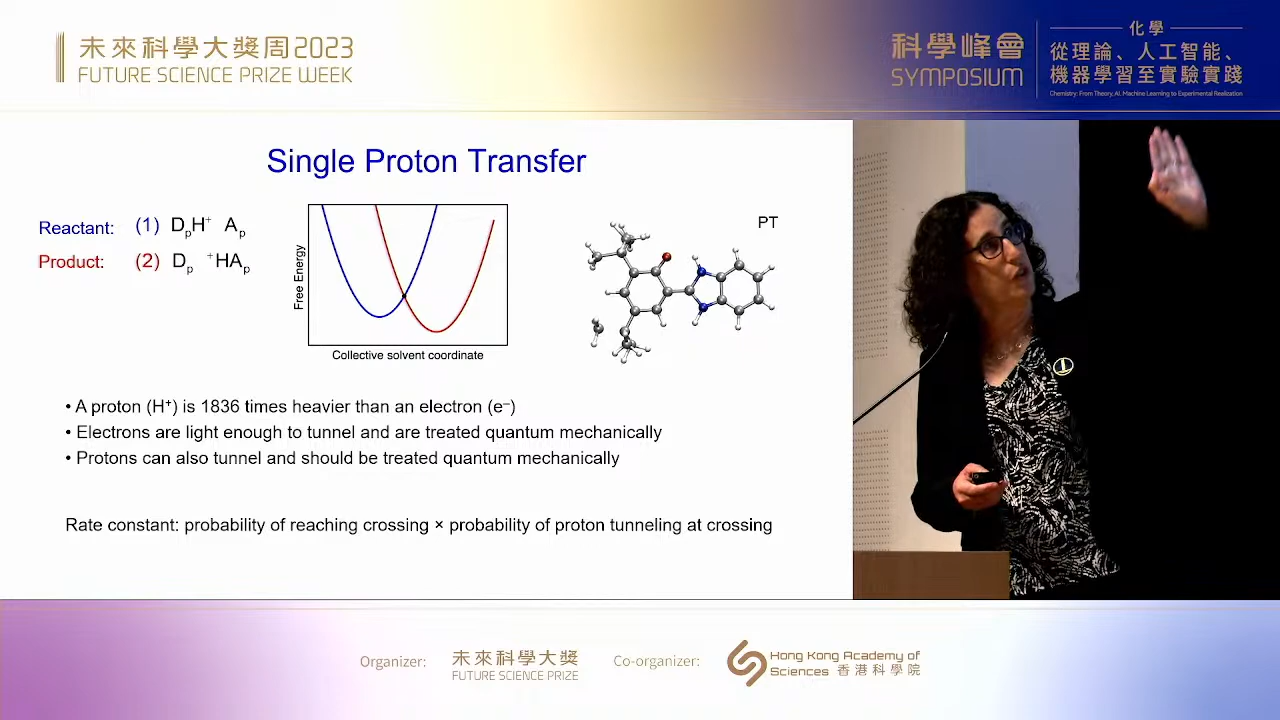 未來科學大獎周2023
FUTURE SCIENCE PRIZE WEEK
科學峰會
SYMPOSIUM
化學
從理論、人工智能、
機器學習至實驗實踐
Chemistry: From Theory, AI, Machine Learning to Experimental Realization
Single Proton Transfer
Reactant: (1) DpH⁺ Ap
Product: (2) Dp ⁺HAp
Free Energy
Collective solvent coordinate
PT
• A proton (H⁺) is 1836 times heavier than an electron (e⁻)
• Electrons are light enough to tunnel and are treated quantum mechanically
• Protons can also tunnel and should be treated quantum mechanically
Rate constant: probability of reaching crossing × probability of proton tunneling at crossing
Organizer:
未來科學大獎
FUTURE SCIENCE PRIZE
Co-organizer:
Hong Kong Academy of
Sciences 香港科學院